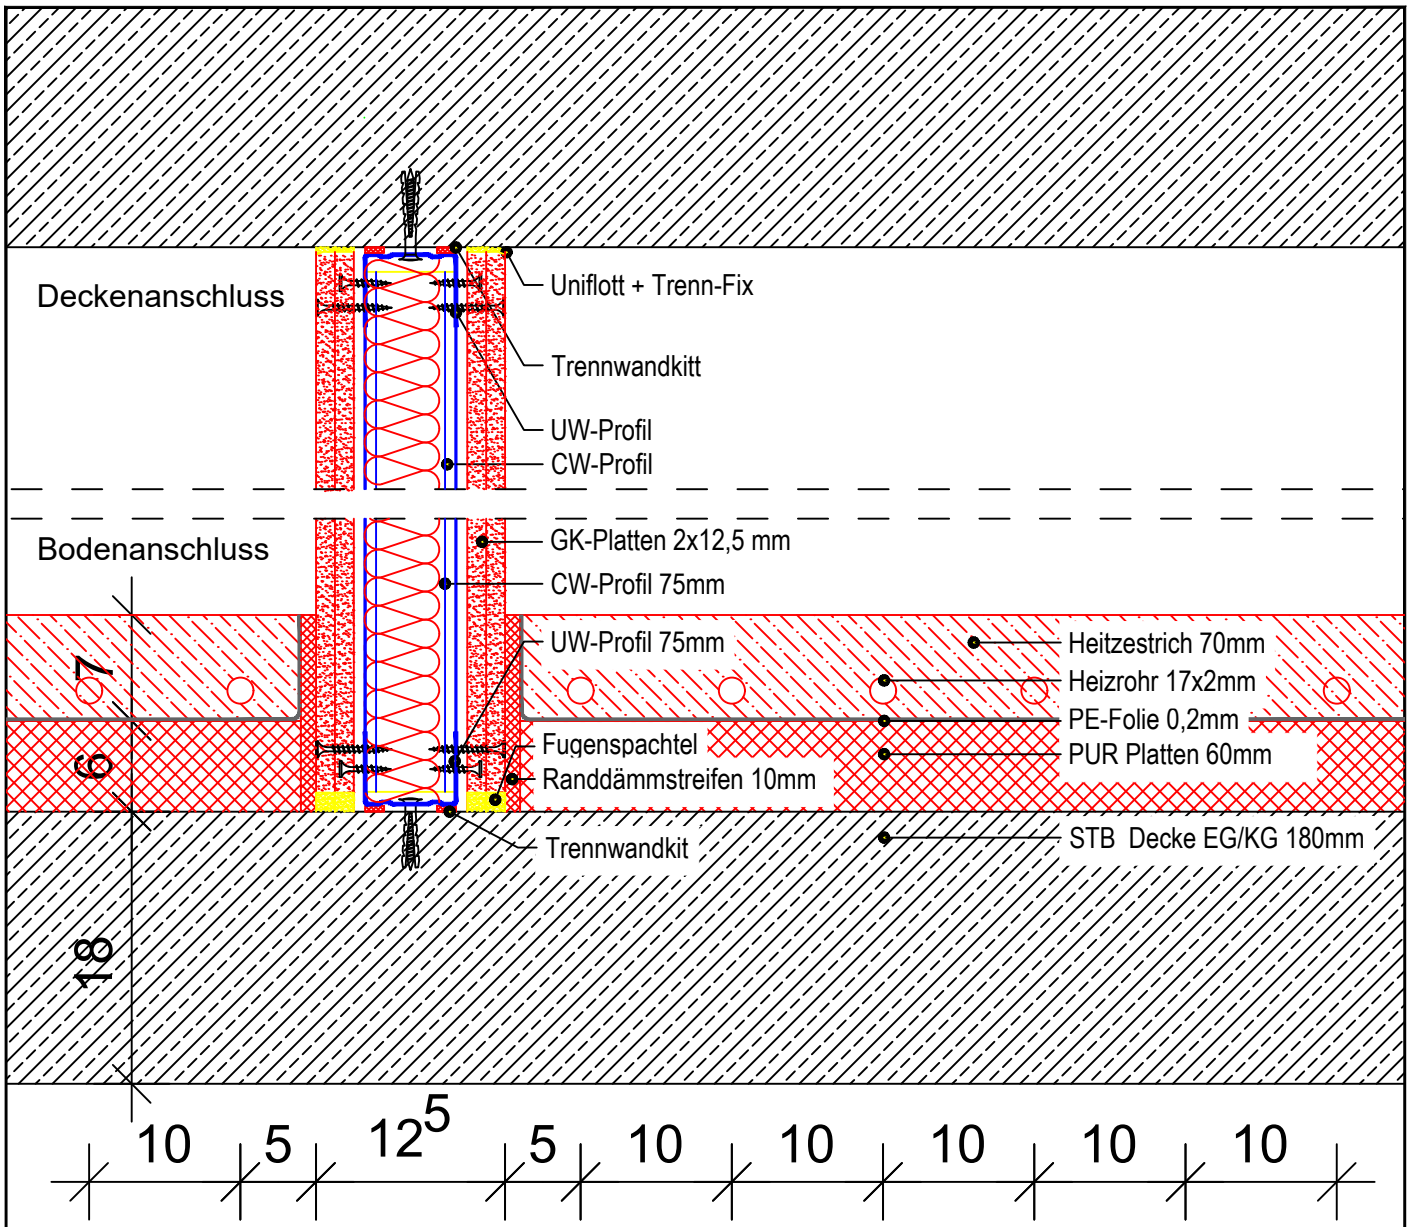 Deckenanschluss
Uniflott + Trenn-Fix
Trennwandkitt
UW-Profil
CW-Profil
Bodenanschluss
GK-Platten 2x12,5 mm
CW-Profil 75mm
UW-Profil 75mm
Heitzestrich 70mm
Heizrohr 17x2mm
PE-Folie 0,2mm
Fugenspachtel
PUR Platten 60mm
Randdämmstreifen 10mm
STB Decke EG/KG 180mm
Trennwandkit
7
6
18
10 5 12⁵ 5 10 10 10 10 10